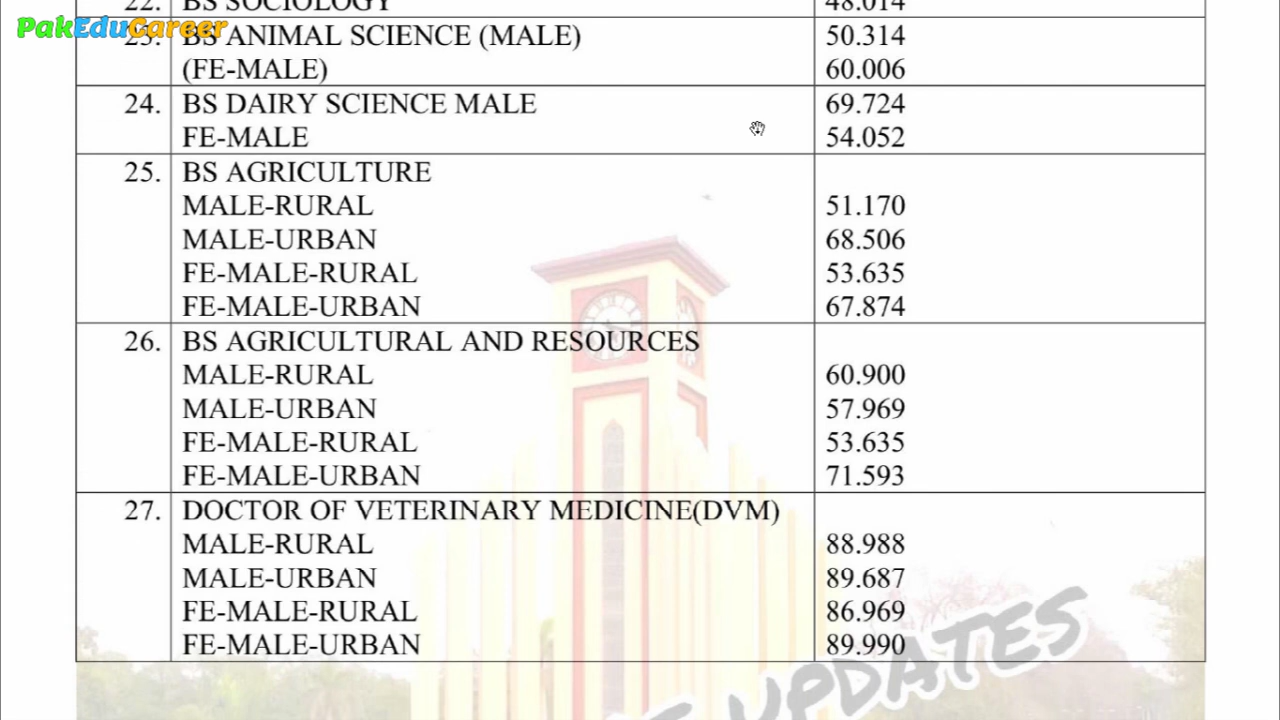 PakEduCareer
22. BS SOCIOLOGY 48.014
23. BS ANIMAL SCIENCE (MALE) 50.314
(FE-MALE) 60.006
24. BS DAIRY SCIENCE MALE 69.724
FE-MALE 54.052
25. BS AGRICULTURE
MALE-RURAL 51.170
MALE-URBAN 68.506
FE-MALE-RURAL 53.635
FE-MALE-URBAN 67.874
26. BS AGRICULTURAL AND RESOURCES
MALE-RURAL 60.900
MALE-URBAN 57.969
FE-MALE-RURAL 53.635
FE-MALE-URBAN 71.593
27. DOCTOR OF VETERINARY MEDICINE(DVM)
MALE-RURAL 88.988
MALE-URBAN 89.687
FE-MALE-RURAL 86.969
FE-MALE-URBAN 89.990
UPDATES